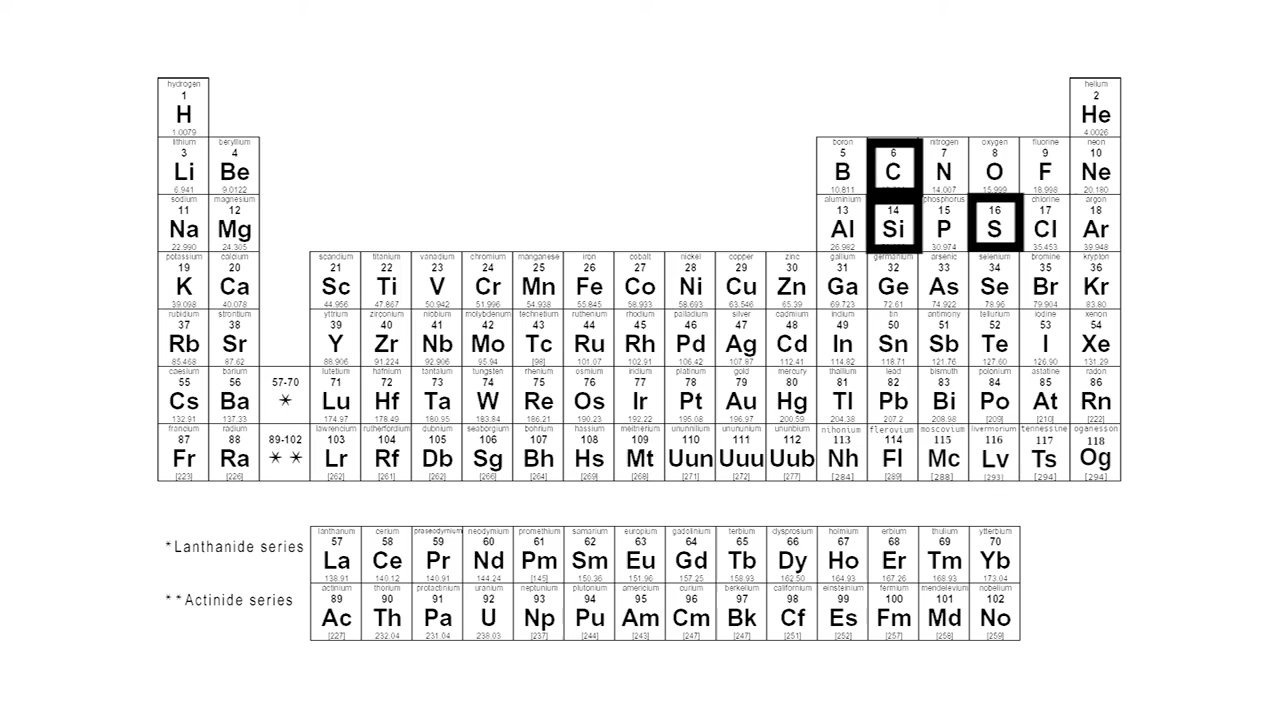 hydrogen helium
1 2
H He
1.0079 4.0026
lithium beryllium boron nitrogen oxygen fluorine neon
3 4 5 6 7 8 9 10
Li Be B C N O F Ne
6.941 9.0122 10.811 14.007 15.999 18.998 20.180
sodium magnesium aluminium phosphorus chlorine argon
11 12 13 14 15 16 17 18
Na Mg Al Si P S Cl Ar
22.990 24.305 26.982 30.974 35.453 39.948
potassium calcium scandium titanium vanadium chromium manganese iron cobalt nickel copper zinc gallium germanium arsenic selenium bromine krypton
19 20 21 22 23 24 25 26 27 28 29 30 31 32 33 34 35 36
K Ca Sc Ti V Cr Mn Fe Co Ni Cu Zn Ga Ge As Se Br Kr
39.098 40.078 44.956 47.867 50.942 51.996 54.938 55.845 58.933 58.693 63.546 65.39 69.723 72.61 74.922 78.96 79.904 83.80
rubidium strontium yttrium zirconium niobium molybdenum technetium ruthenium rhodium palladium silver cadmium indium tin antimony tellurium iodine xenon
37 38 39 40 41 42 43 44 45 46 47 48 49 50 51 52 53 54
Rb Sr Y Zr Nb Mo Tc Ru Rh Pd Ag Cd In Sn Sb Te I Xe
85.468 87.62 88.906 91.224 92.906 95.94 [98] 101.07 102.91 106.42 107.87 112.41 114.82 118.71 121.76 127.60 126.90 131.29
caesium barium lutetium hafnium tantalum tungsten rhenium osmium iridium platinum gold mercury thallium lead bismuth polonium astatine radon
55 56 57-70 71 72 73 74 75 76 77 78 79 80 81 82 83 84 85 86
Cs Ba * Lu Hf Ta W Re Os Ir Pt Au Hg Tl Pb Bi Po At Rn
132.91 137.33 174.97 178.49 180.95 183.84 186.21 190.23 192.22 195.08 196.97 200.59 204.38 207.2 208.98 [209] [210] [222]
francium radium lawrencium rutherfordium dubnium seaborgium bohrium hassium meitnerium ununnilium unununium ununbium nihonium flerovium moscovium livermorium tennessine oganesson
87 88 89-102 103 104 105 106 107 108 109 110 111 112 113 114 115 116 117 118
Fr Ra * * Lr Rf Db Sg Bh Hs Mt Uun Uuu Uub Nh Fl Mc Lv Ts Og
[223] [226] [262] [261] [262] [266] [264] [269] [268] [271] [272] [277] [284] [289] [288] [293] [294] [294]
*Lanthanide series
lanthanum cerium praseodymium neodymium promethium samarium europium gadolinium terbium dysprosium holmium erbium thulium ytterbium
57 58 59 60 61 62 63 64 65 66 67 68 69 70
La Ce Pr Nd Pm Sm Eu Gd Tb Dy Ho Er Tm Yb
138.91 140.12 140.91 144.24 [145] 150.36 151.96 157.25 158.93 162.50 164.93 167.26 168.93 173.04
**Actinide series
actinium thorium protactinium uranium neptunium plutonium americium curium berkelium californium einsteinium fermium mendelevium nobelium
89 90 91 92 93 94 95 96 97 98 99 100 101 102
Ac Th Pa U Np Pu Am Cm Bk Cf Es Fm Md No
[227] 232.04 231.04 238.03 [237] [244] [243] [247] [247] [251] [252] [257] [258] [259]